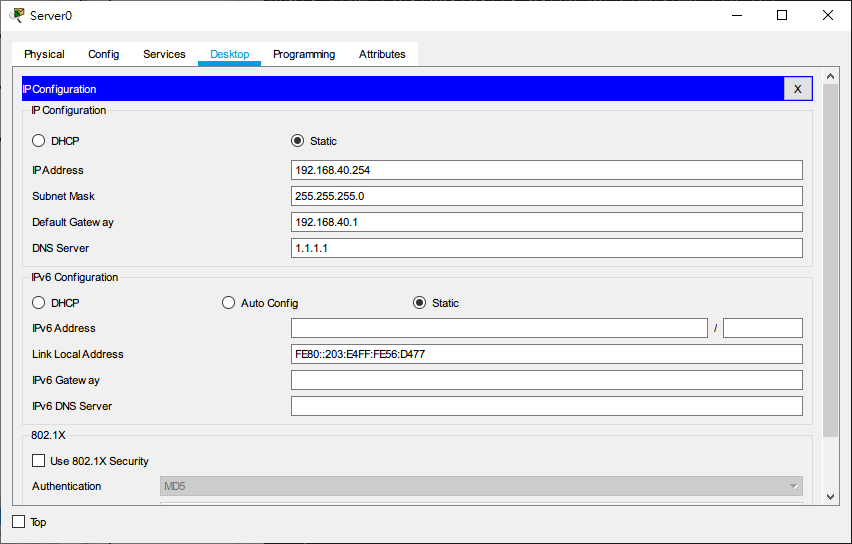 Server0
Physical Config Services Desktop Programming Attributes
IP Configuration X
IP Configuration
DHCP Static
IP Address 192.168.40.254
Subnet Mask 255.255.255.0
Default Gateway 192.168.40.1
DNS Server 1.1.1.1
IPv6 Configuration
DHCP Auto Config Static
IPv6 Address /
Link Local Address FE80::203:E4FF:FE56:D477
IPv6 Gateway
IPv6 DNS Server
802.1X
Use 802.1X Security
Authentication MD5
Top